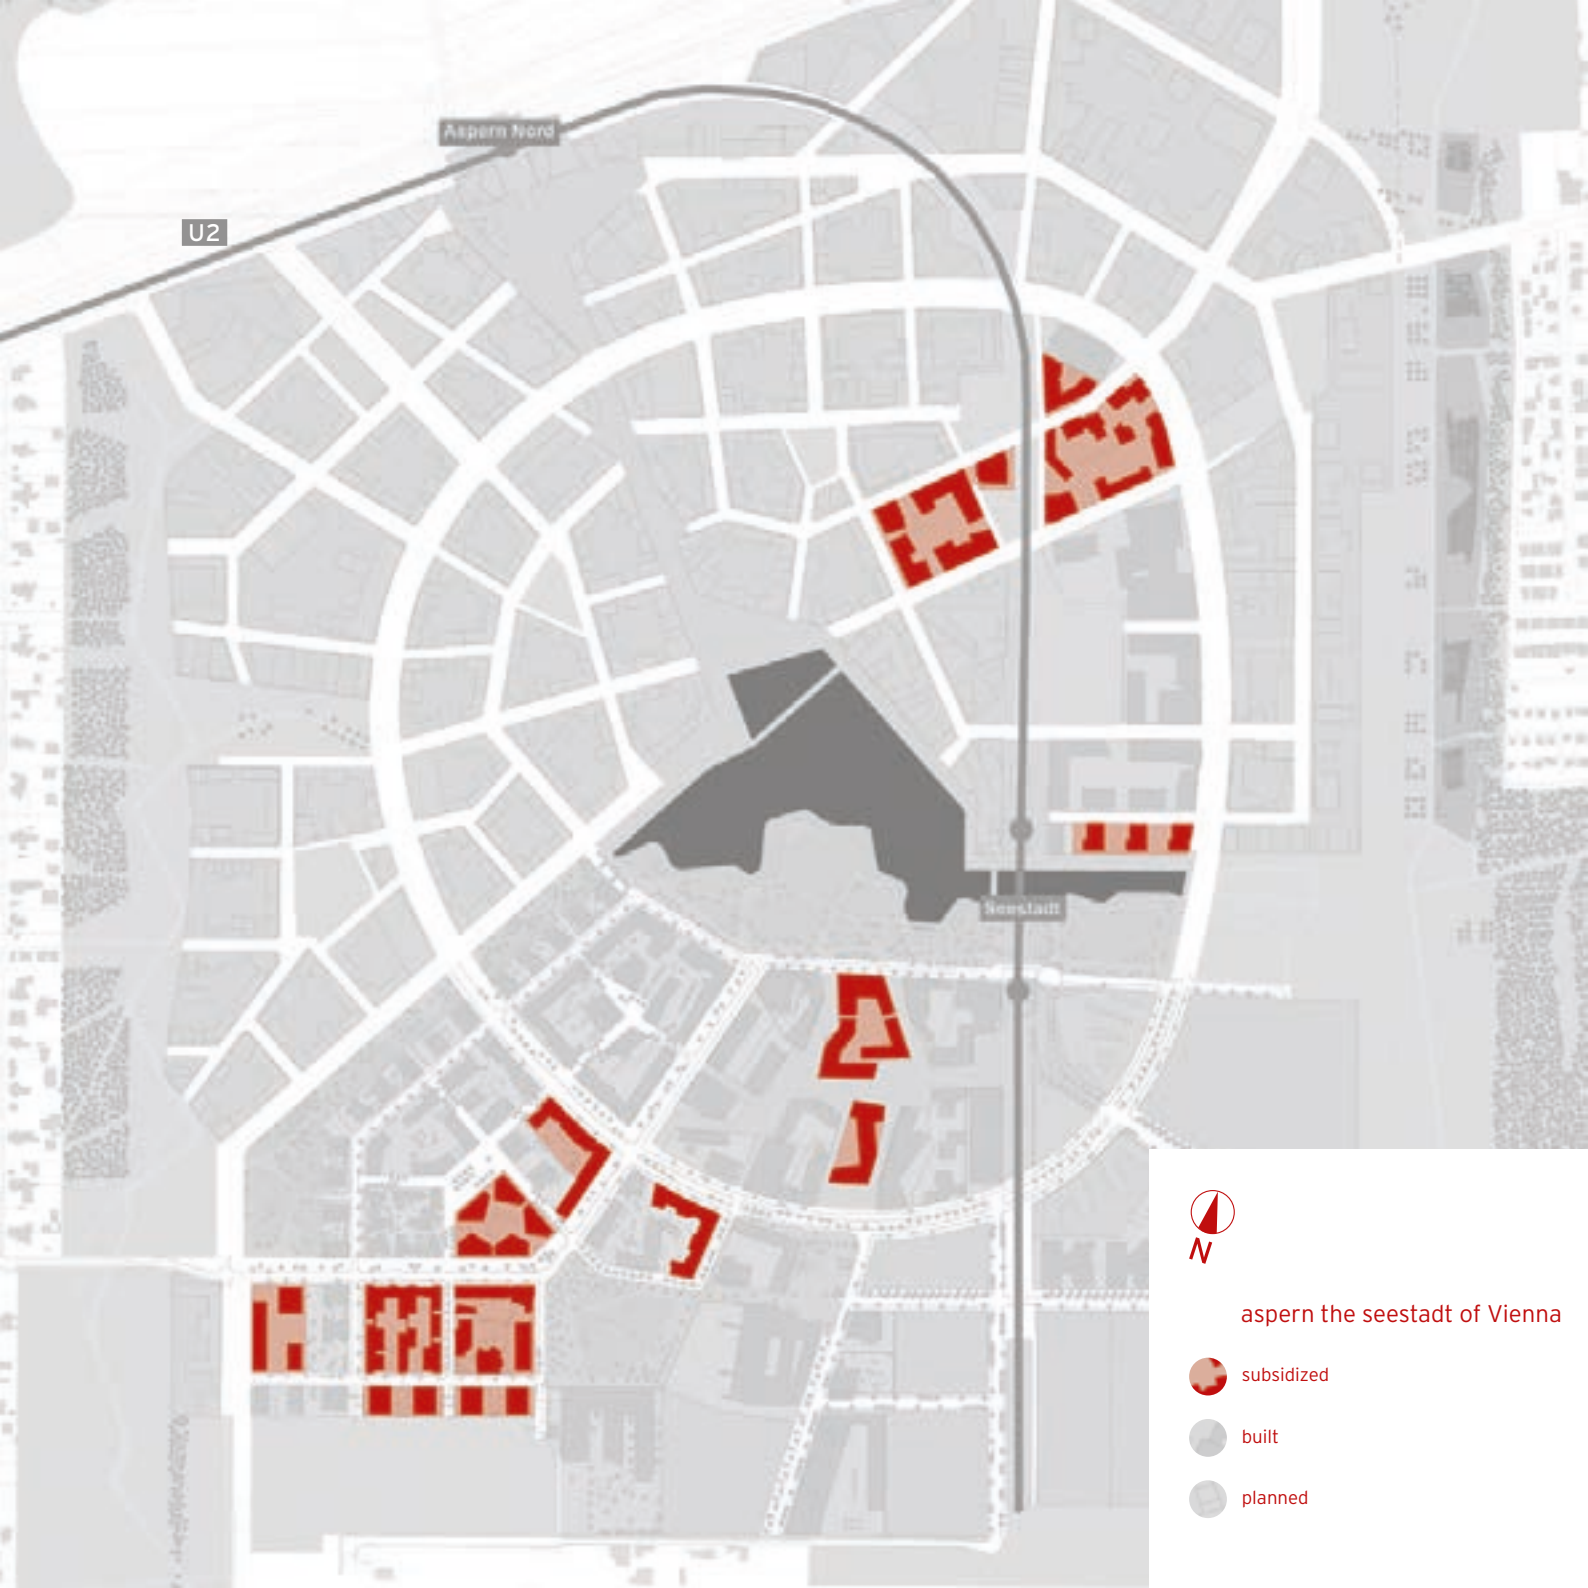 Aspern Nord
U2
Seestadt
N
aspern the seestadt of Vienna
subsidized
built
planned